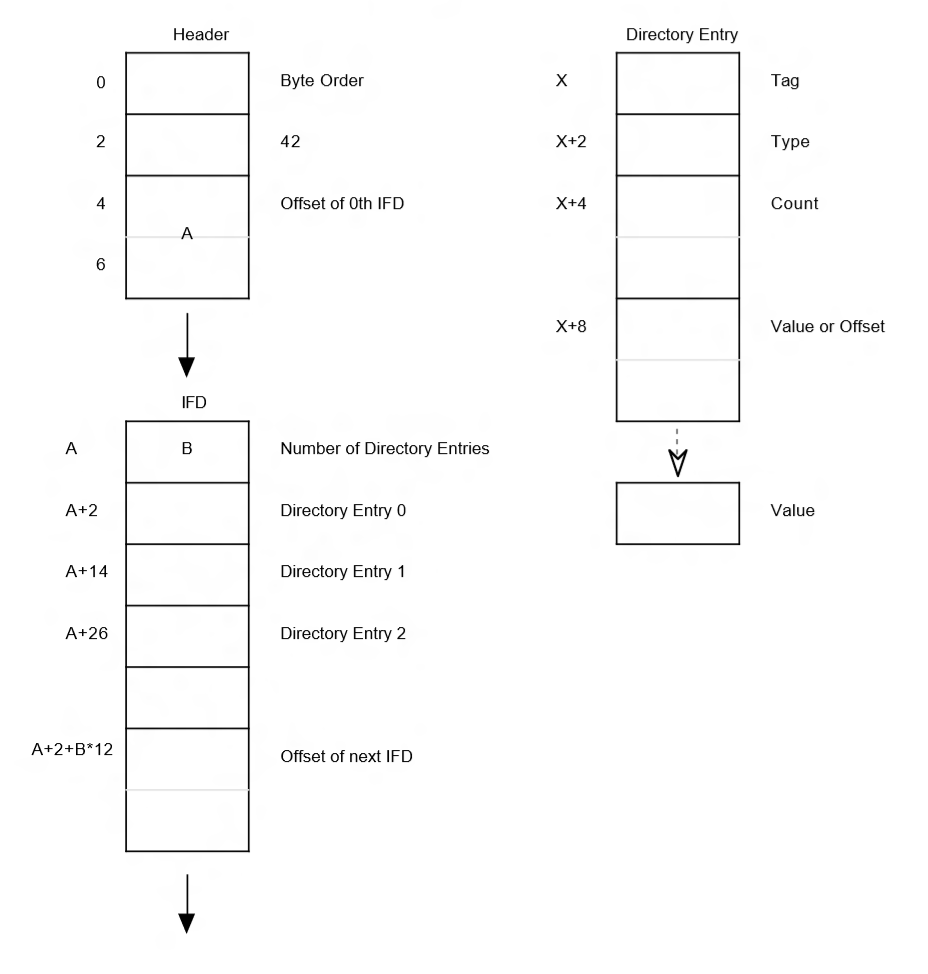 Header
0 Byte Order
2 42
4 Offset of 0th IFD
A
6
IFD
A B Number of Directory Entries
A+2 Directory Entry 0
A+14 Directory Entry 1
A+26 Directory Entry 2
A+2+B*12 Offset of next IFD
Directory Entry
X Tag
X+2 Type
X+4 Count
X+8 Value or Offset
Value